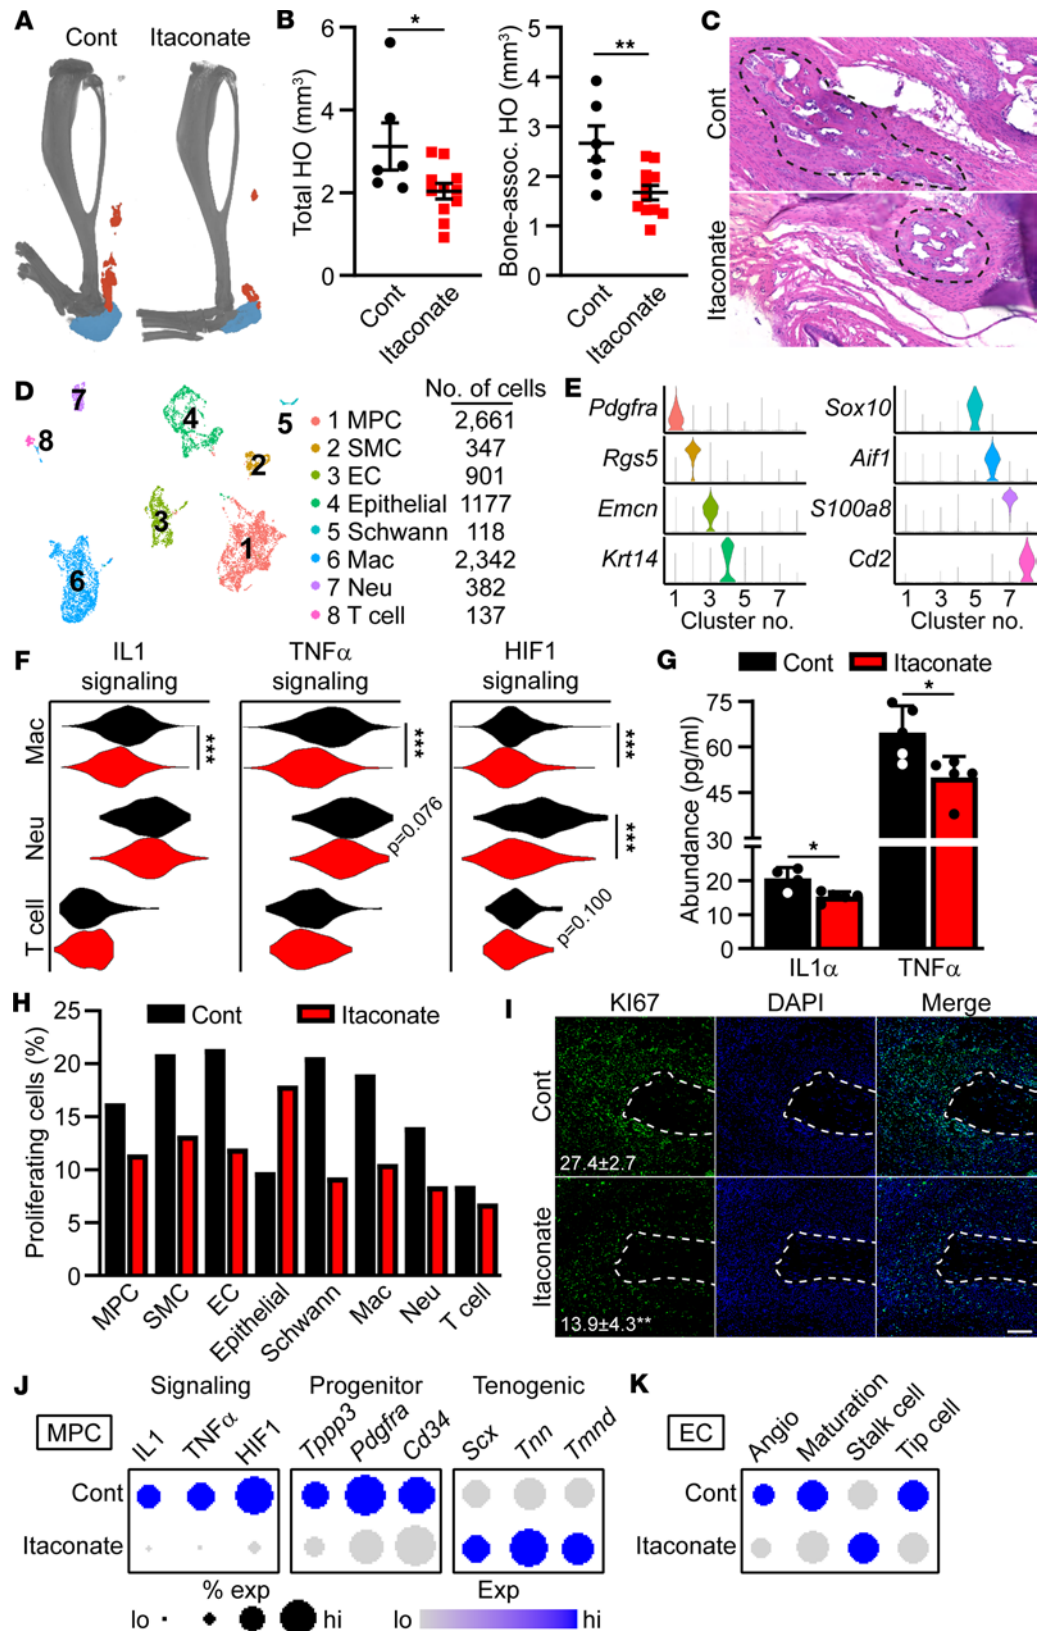 A
Cont Itaconate
B
Total HO (mm³)
6
4
2
0
*
Cont
Itaconate
Bone-assoc. HO (mm³)
5
4
3
2
1
0
**
Cont
Itaconate
C
Cont
Itaconate
D
No. of cells
1 MPC 2,661
2 SMC 347
3 EC 901
4 Epithelial 1177
5 Schwann 118
6 Mac 2,342
7 Neu 382
8 T cell 137
7
4
5
8
2
3
1
6
E
Pdgfra
Rgs5
Emcn
Krt14
1 3 5 7
Cluster no.
Sox10
Aif1
S100a8
Cd2
1 3 5 7
Cluster no.
F
IL1 signaling
TNFα signaling
HIF1 signaling
Mac
Neu
T cell
***
***
***
p=0.076
***
p=0.100
G
Cont Itaconate
Abundance (pg/ml)
75
60
45
30
30
20
10
0
*
*
IL1α TNFα
H
Cont Itaconate
Proliferating cells (%)
25
20
15
10
5
0
MPC SMC EC Epithelial Schwann Mac Neu T cell
I
KI67 DAPI Merge
Cont
27.4±2.7
Itaconate
13.9±4.3**
J
Signaling Progenitor Tenogenic
MPC
IL1 TNFα HIF1 Tppp3 Pdgfra Cd34 Scx Tnn Tmnd
Cont
Itaconate
% exp
lo hi
Exp
lo hi
K
EC
Angio Maturation Stalk cell Tip cell
Cont
Itaconate